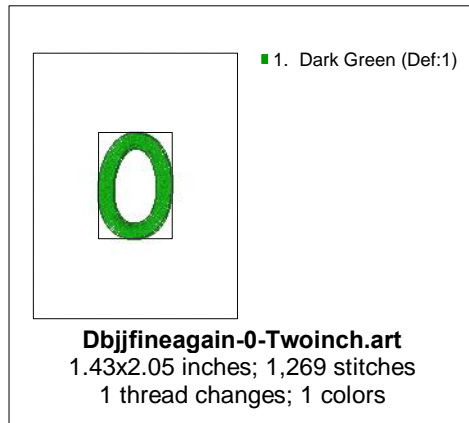 1. Dark Green (Def:1)
0
Dbjjfineagain-0-Twoinch.art
1.43x2.05 inches; 1,269 stitches
1 thread changes; 1 colors